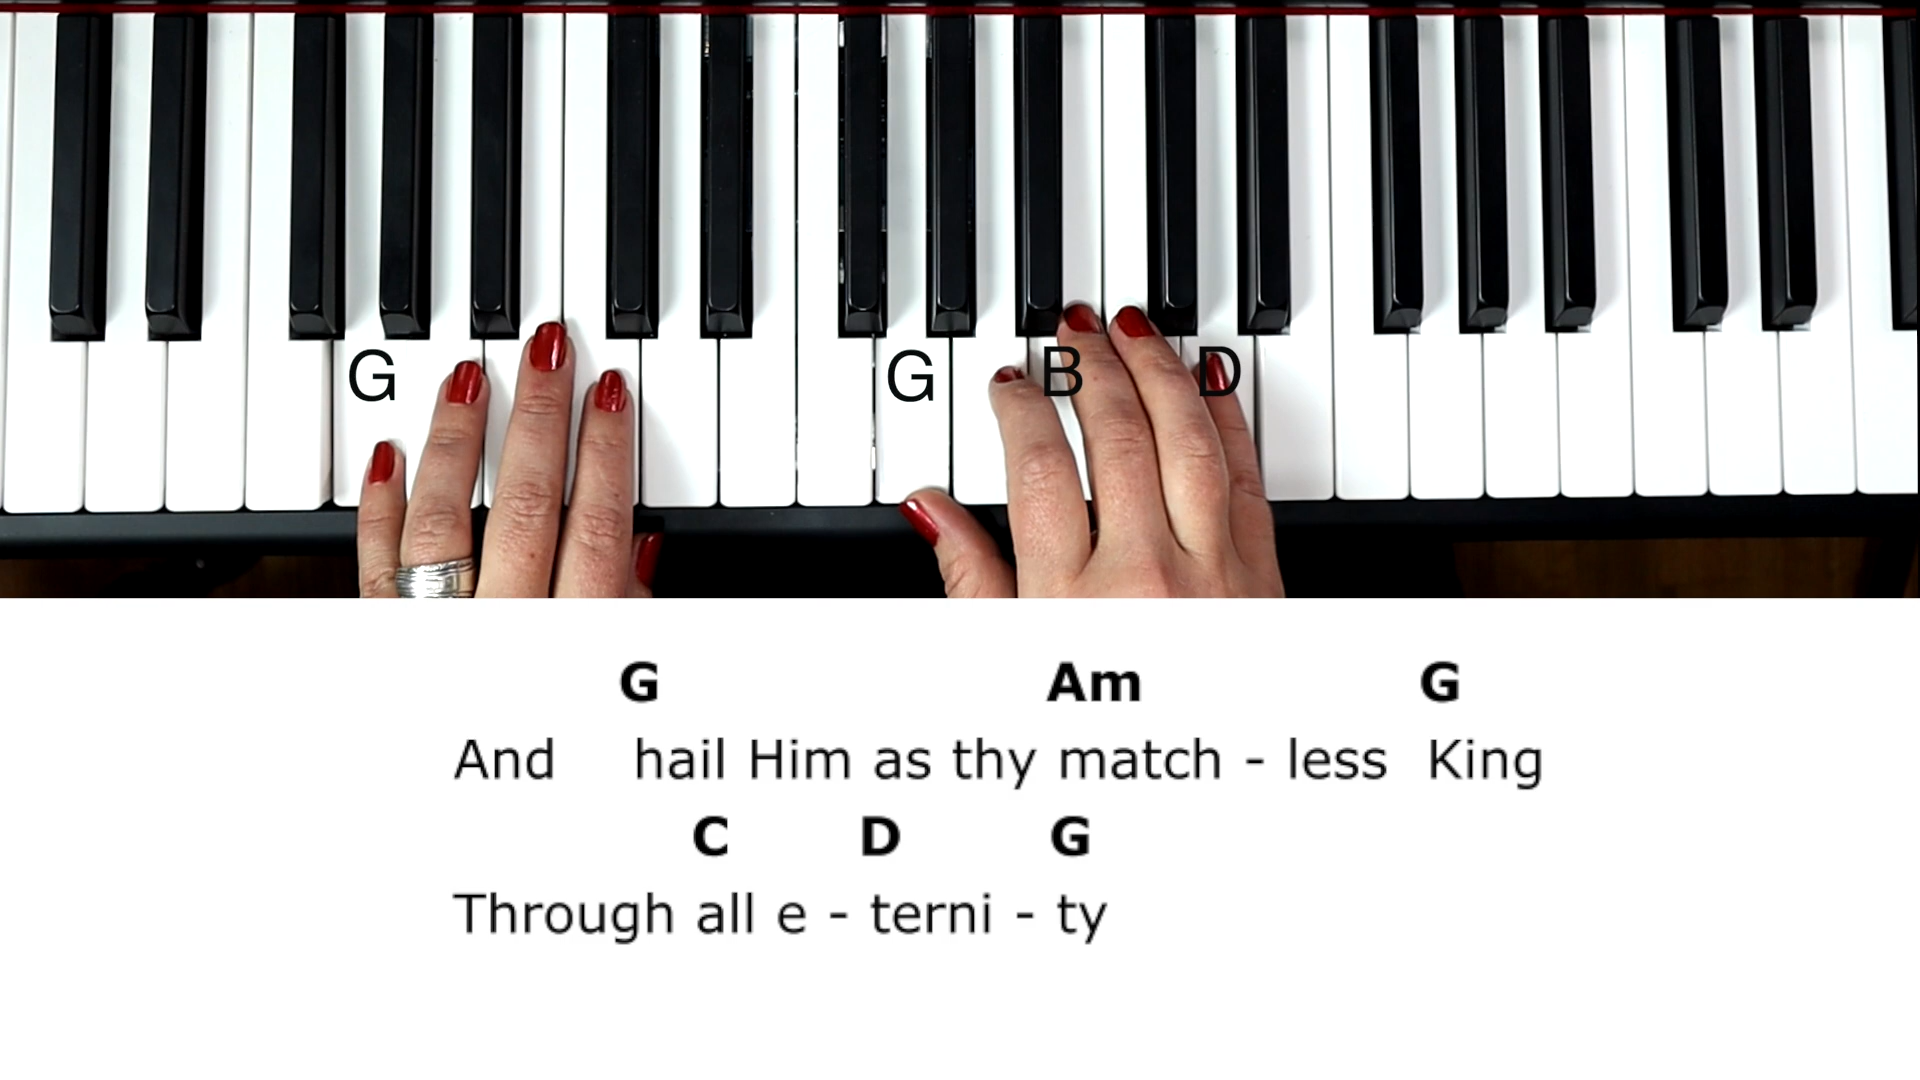 G G B D
G Am G
And hail Him as thy match - less King
C D G
Through all e - terni - ty